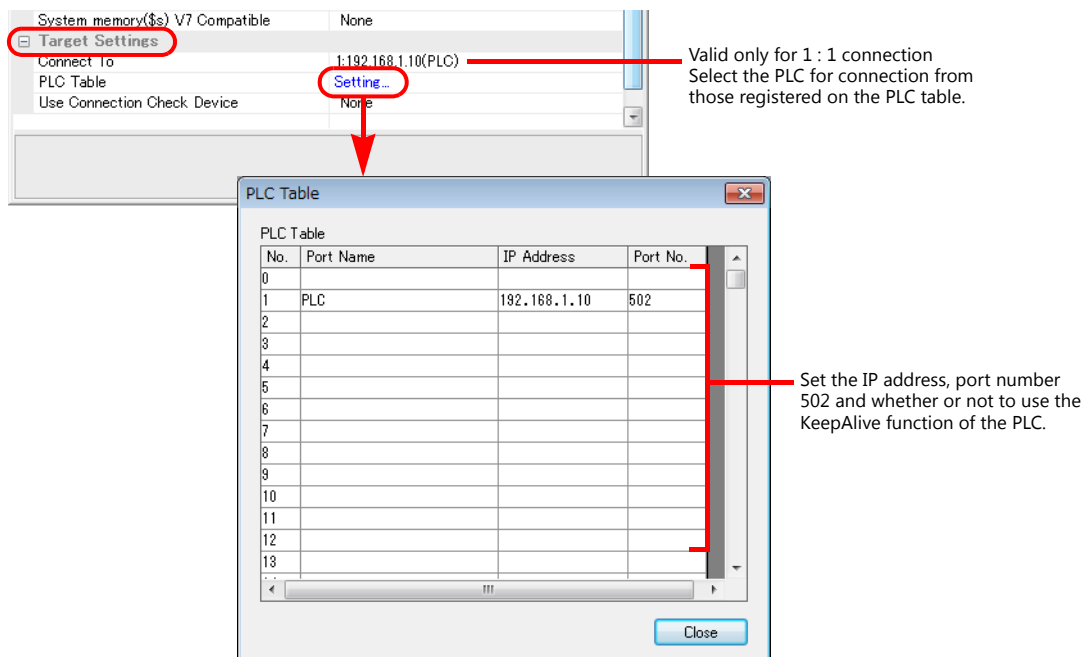 System memory($s) V7 Compatible None
Target Settings
Connect To 1:192.168.1.10(PLC)
PLC Table Setting...
Use Connection Check Device None
Valid only for 1 : 1 connection
Select the PLC for connection from
those registered on the PLC table.
PLC Table
PLC Table
No. Port Name IP Address Port No.
0
1 PLC 192.168.1.10 502
2
3
4
5
6
7
8
9
10
11
12
13
Set the IP address, port number
502 and whether or not to use the
KeepAlive function of the PLC.
Close